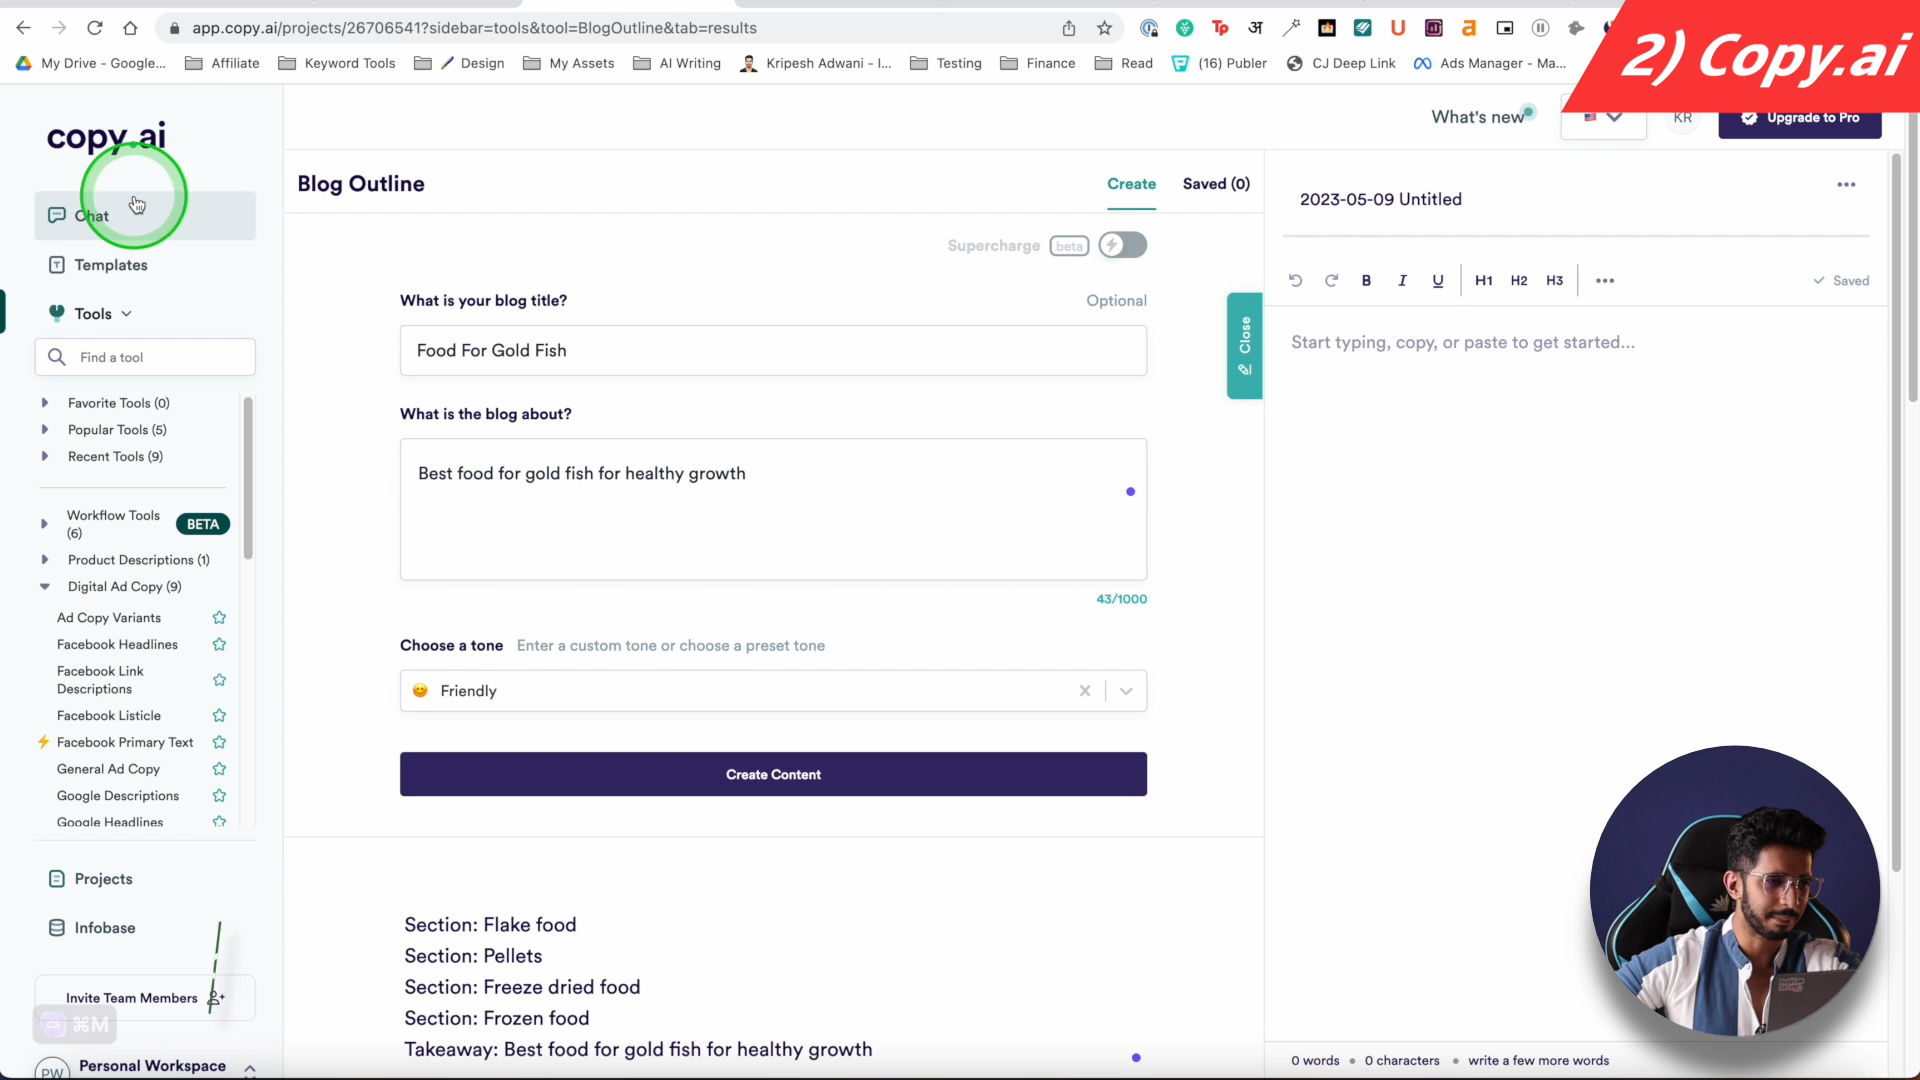 app.copy.ai/projects/26706541?sidebar=tools&tool=BlogOutline&tab=results
My Drive - Google...
Affiliate
Keyword Tools
Design
My Assets
AI Writing
Kripesh Adwani - I...
Testing
Finance
Read
(16) Publer
CJ Deep Link
Ads Manager - Ma...
2) Copy.ai
copy.ai
What's new
KR
Upgrade to Pro
Chat
Templates
Tools
Find a tool
Favorite Tools (0)
Popular Tools (5)
Recent Tools (9)
Workflow Tools
(6)
BETA
Product Descriptions (1)
Digital Ad Copy (9)
Ad Copy Variants
Facebook Headlines
Facebook Link
Descriptions
Facebook Listicle
Facebook Primary Text
General Ad Copy
Google Descriptions
Google Headlines
Projects
Infobase
Invite Team Members
⌘M
PW
Personal Workspace
Blog Outline
Create
Saved (0)
Supercharge
beta
What is your blog title?
Optional
Food For Gold Fish
What is the blog about?
Best food for gold fish for healthy growth
43/1000
Choose a tone
Enter a custom tone or choose a preset tone
😊 Friendly
Create Content
Section: Flake food
Section: Pellets
Section: Freeze dried food
Section: Frozen food
Takeaway: Best food for gold fish for healthy growth
Close
2023-05-09 Untitled
B
I
U
H1
H2
H3
Saved
Start typing, copy, or paste to get started...
0 words
0 characters
write a few more words